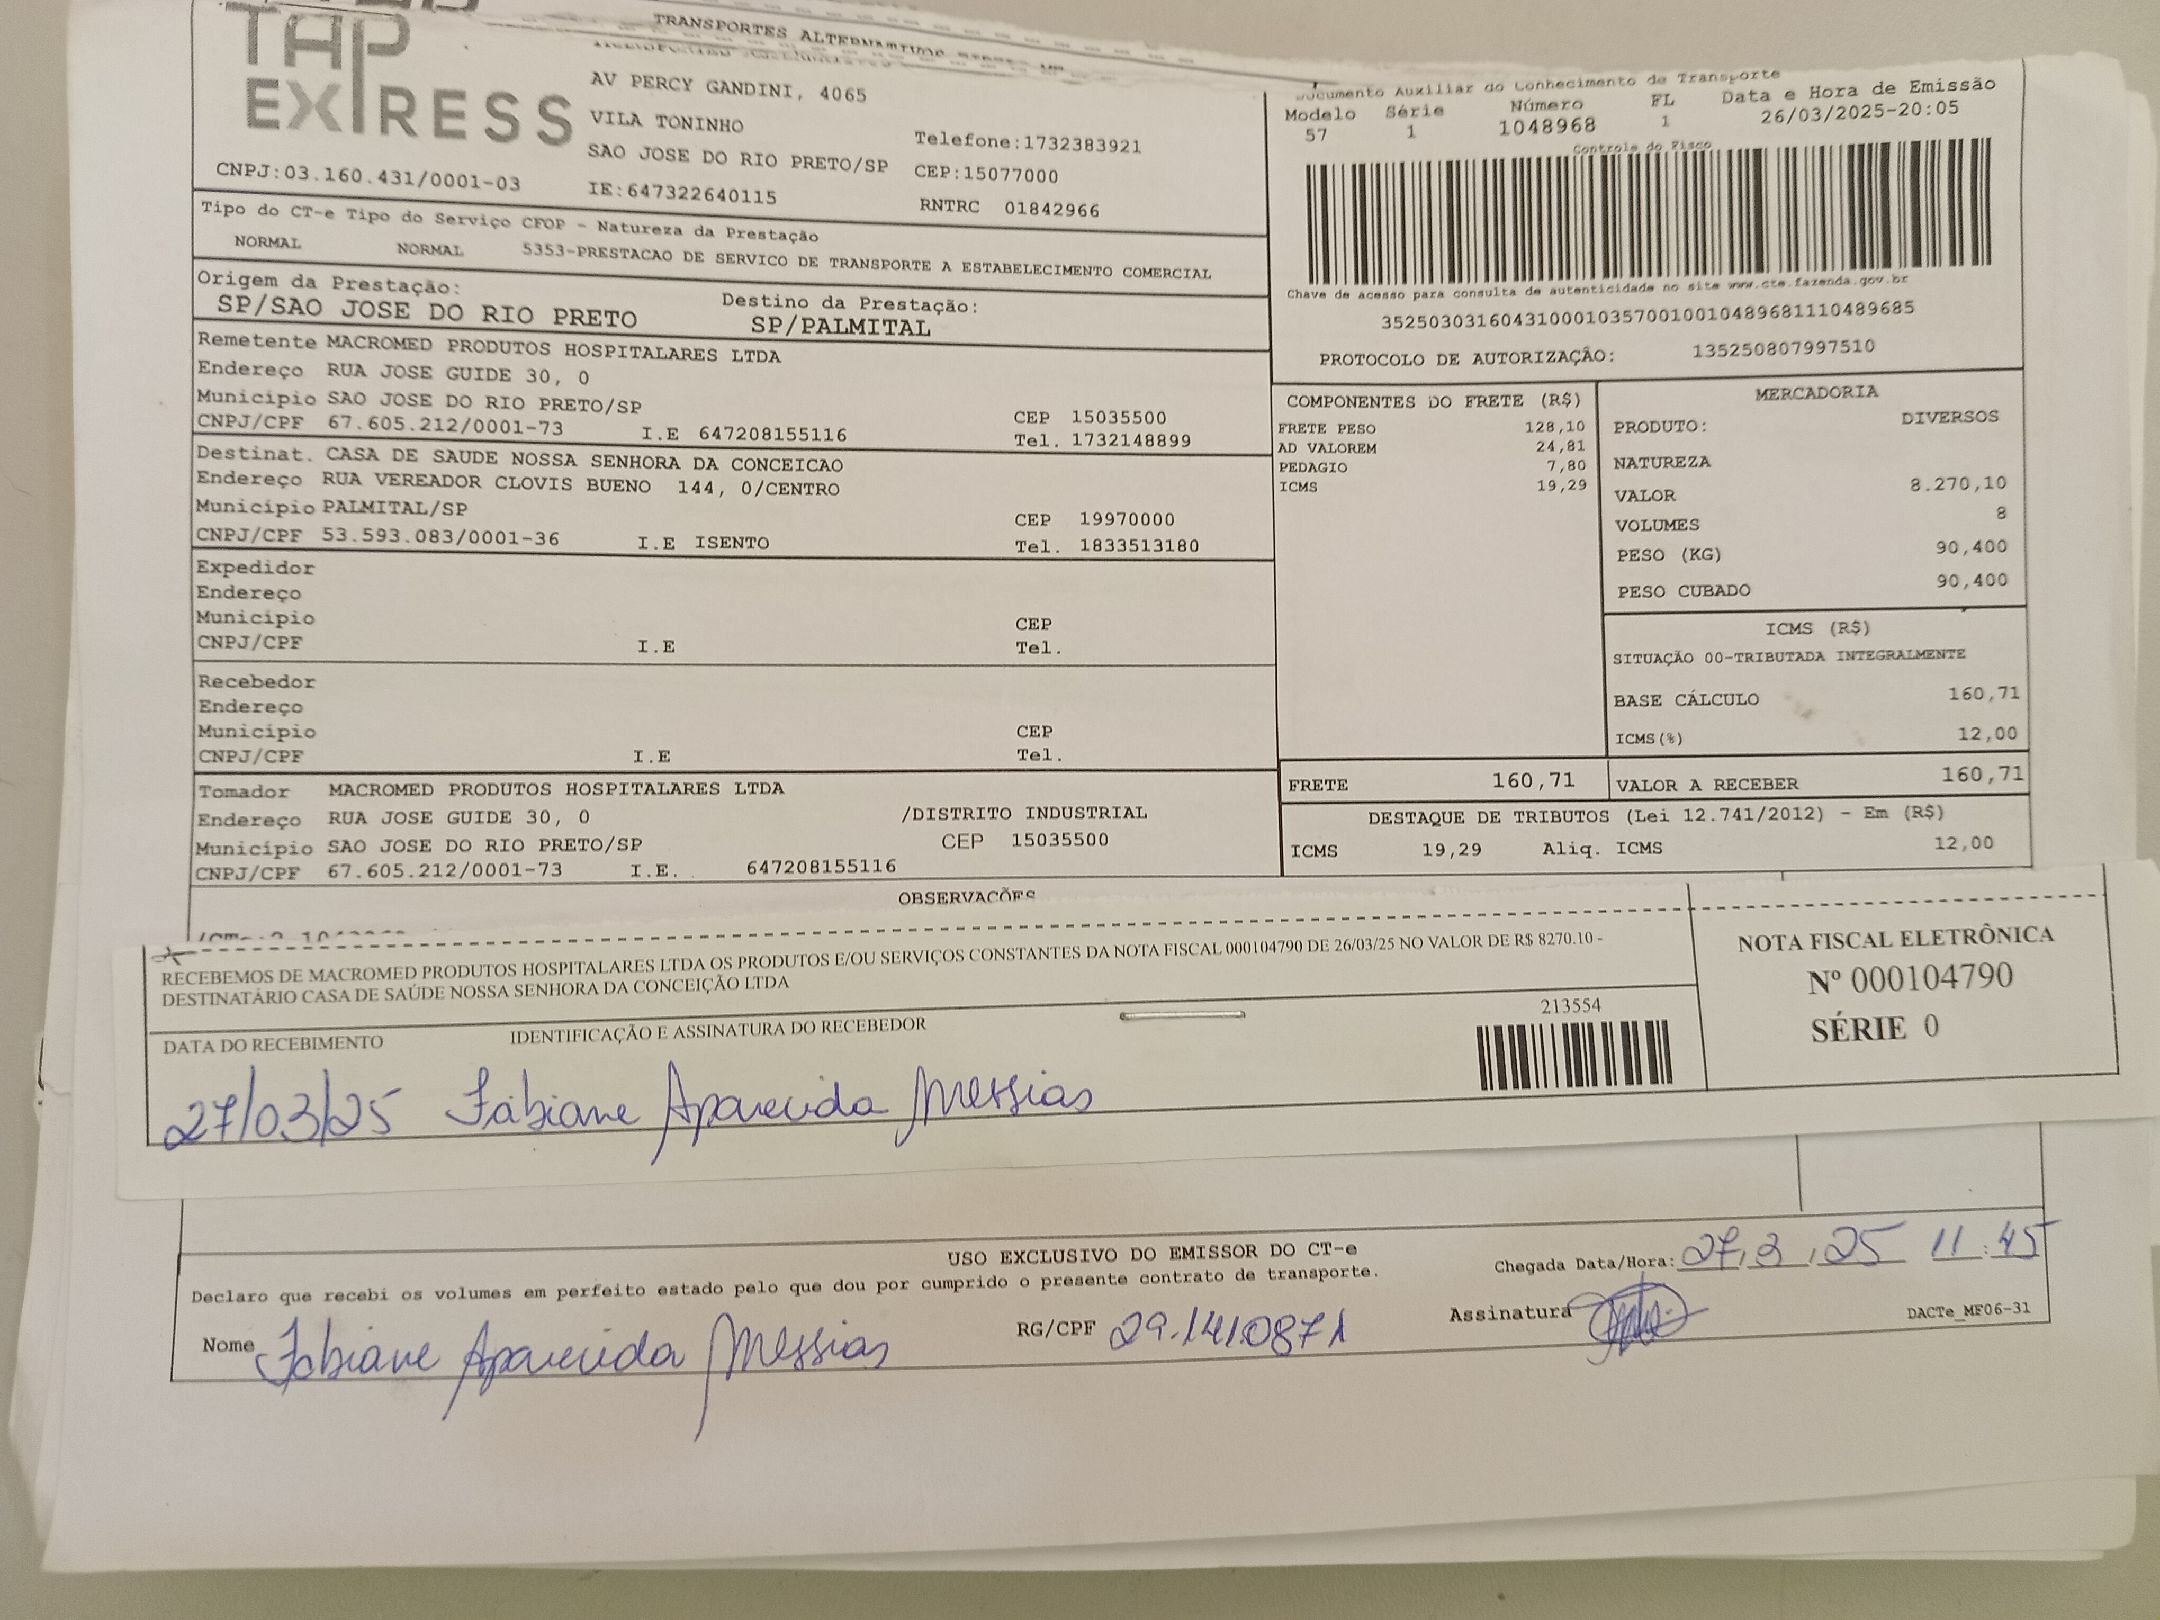 TAP
EXPRESS
TRANSPORTES
AV PERCY GANDINI, 4065
VILA TONINHO
SAO JOSE DO RIO PRETO/SP
Telefone:1732383921
CEP:15077000
CNPJ:03.160.431/0001-03
IE:647322640115
RNTRC 01842966
Documento Auxiliar do Conhecimento de Transporte
Modelo Série Número FL Data e Hora de Emissão
57 1 1048968 1 26/03/2025-20:05
Controle do Fisco
Chave de acesso para consulta de autenticidade no site www.cte.fazenda.gov.br
35250303160431000103570010010489681110489685
PROTOCOLO DE AUTORIZAÇÃO: 135250807997510
Tipo do CT-e Tipo do Serviço CFOP - Natureza da Prestação
NORMAL NORMAL 5353-PRESTACAO DE SERVICO DE TRANSPORTE A ESTABELECIMENTO COMERCIAL
Origem da Prestação: Destino da Prestação:
SP/SAO JOSE DO RIO PRETO SP/PALMITAL
Remetente MACROMED PRODUTOS HOSPITALARES LTDA
Endereço RUA JOSE GUIDE 30, 0
Município SAO JOSE DO RIO PRETO/SP CEP 15035500
CNPJ/CPF 67.605.212/0001-73 I.E 647208155116 Tel. 1732148899
Destinat. CASA DE SAUDE NOSSA SENHORA DA CONCEICAO
Endereço RUA VEREADOR CLOVIS BUENO 144, 0/CENTRO
Município PALMITAL/SP CEP 19970000
CNPJ/CPF 53.593.083/0001-36 I.E ISENTO Tel. 1833513180
Expedidor
Endereço
Município CEP
CNPJ/CPF I.E Tel.
Recebedor
Endereço
Município CEP
CNPJ/CPF I.E Tel.
Tomador MACROMED PRODUTOS HOSPITALARES LTDA
Endereço RUA JOSE GUIDE 30, 0 /DISTRITO INDUSTRIAL
Município SAO JOSE DO RIO PRETO/SP CEP 15035500
CNPJ/CPF 67.605.212/0001-73 I.E. 647208155116
COMPONENTES DO FRETE (R$)
FRETE PESO 128,10
AD VALOREM 24,81
PEDAGIO 7,80
ICMS 19,29
MERCADORIA
PRODUTO: DIVERSOS
NATUREZA
VALOR 8.270,10
VOLUMES 8
PESO (KG) 90,400
PESO CUBADO 90,400
ICMS (R$)
SITUAÇÃO 00-TRIBUTADA INTEGRALMENTE
BASE CÁLCULO 160,71
ICMS(%) 12,00
FRETE 160,71 VALOR A RECEBER 160,71
DESTAQUE DE TRIBUTOS (Lei 12.741/2012) - Em (R$)
ICMS 19,29 Aliq. ICMS 12,00
OBSERVAÇÕES
RECEBEMOS DE MACROMED PRODUTOS HOSPITALARES LTDA OS PRODUTOS E/OU SERVIÇOS CONSTANTES DA NOTA FISCAL 000104790 DE 26/03/25 NO VALOR DE R$ 8270.10 -
DESTINATÁRIO CASA DE SAÚDE NOSSA SENHORA DA CONCEIÇÃO LTDA
DATA DO RECEBIMENTO IDENTIFICAÇÃO E ASSINATURA DO RECEBEDOR
213554
27/03/25 Fabiane Aparecida Messias
NOTA FISCAL ELETRÔNICA
Nº 000104790
SÉRIE 0
USO EXCLUSIVO DO EMISSOR DO CT-e
Declaro que recebi os volumes em perfeito estado pelo que dou por cumprido o presente contrato de transporte.
Chegada Data/Hora: 27, 3, 25 11:45
Nome Fabiane Aparecida Messias RG/CPF 29.1410871 Assinatura
DACTe_MF06-31